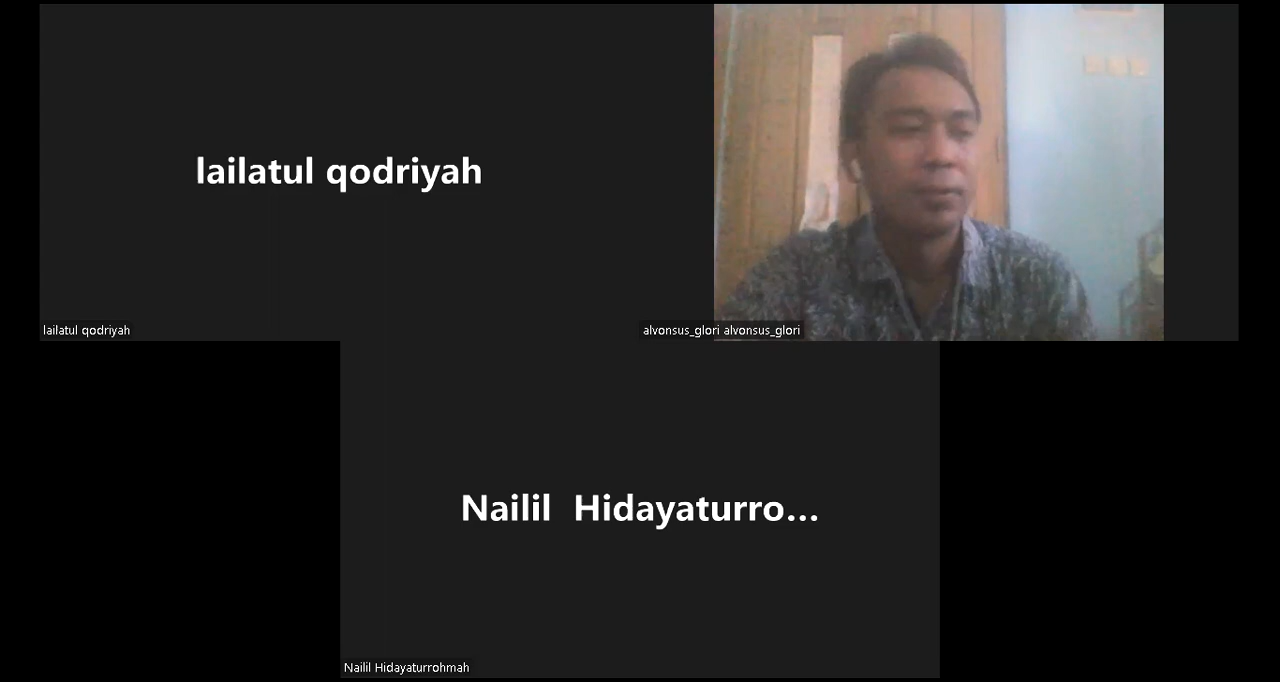 lailatul qodriyah
lailatul qodriyah
alvonsus_glori alvonsus_glori
Nailil  Hidayaturro...
Nailil Hidayaturrohmah